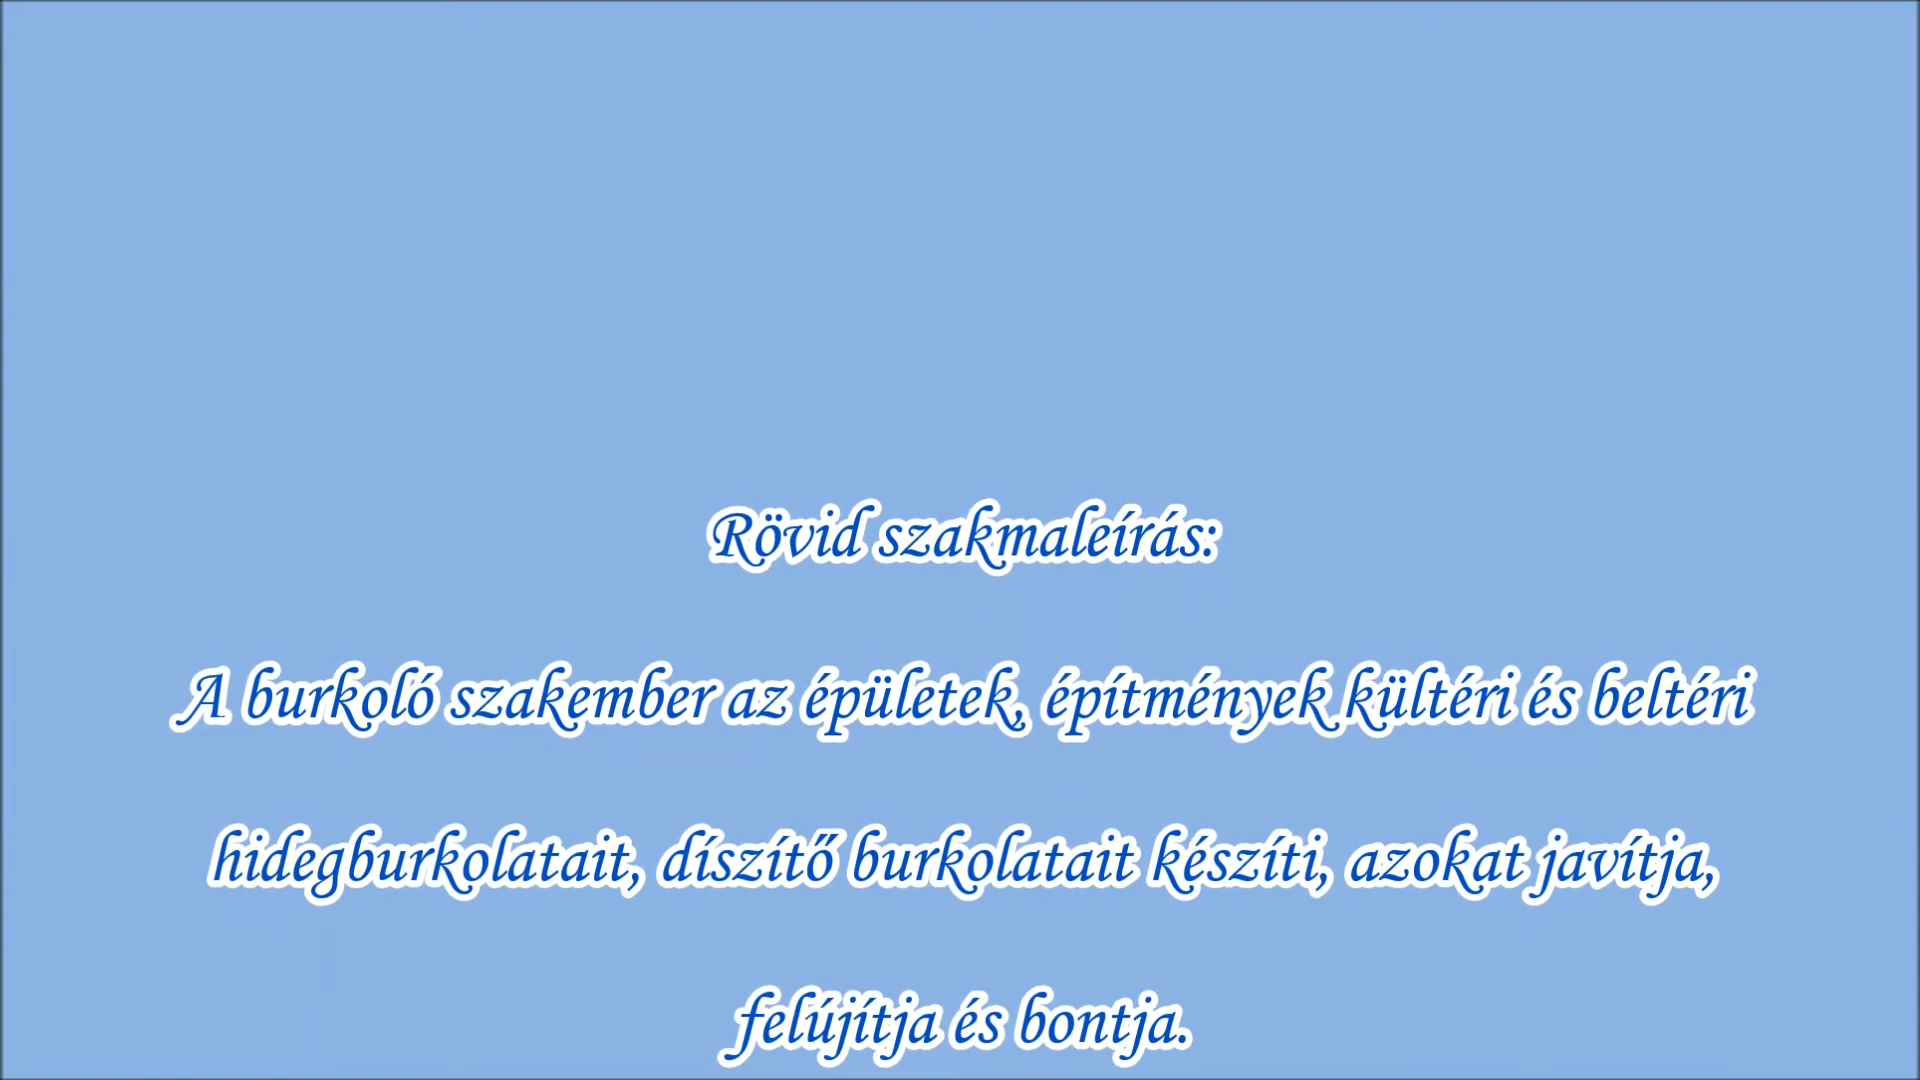 Rövid szakmaleírás:
A burkoló szakember az épületek, építmények kültéri és beltéri
hidegburkolatait, díszítő burkolatait készíti, azokat javítja,
felújítja és bontja.